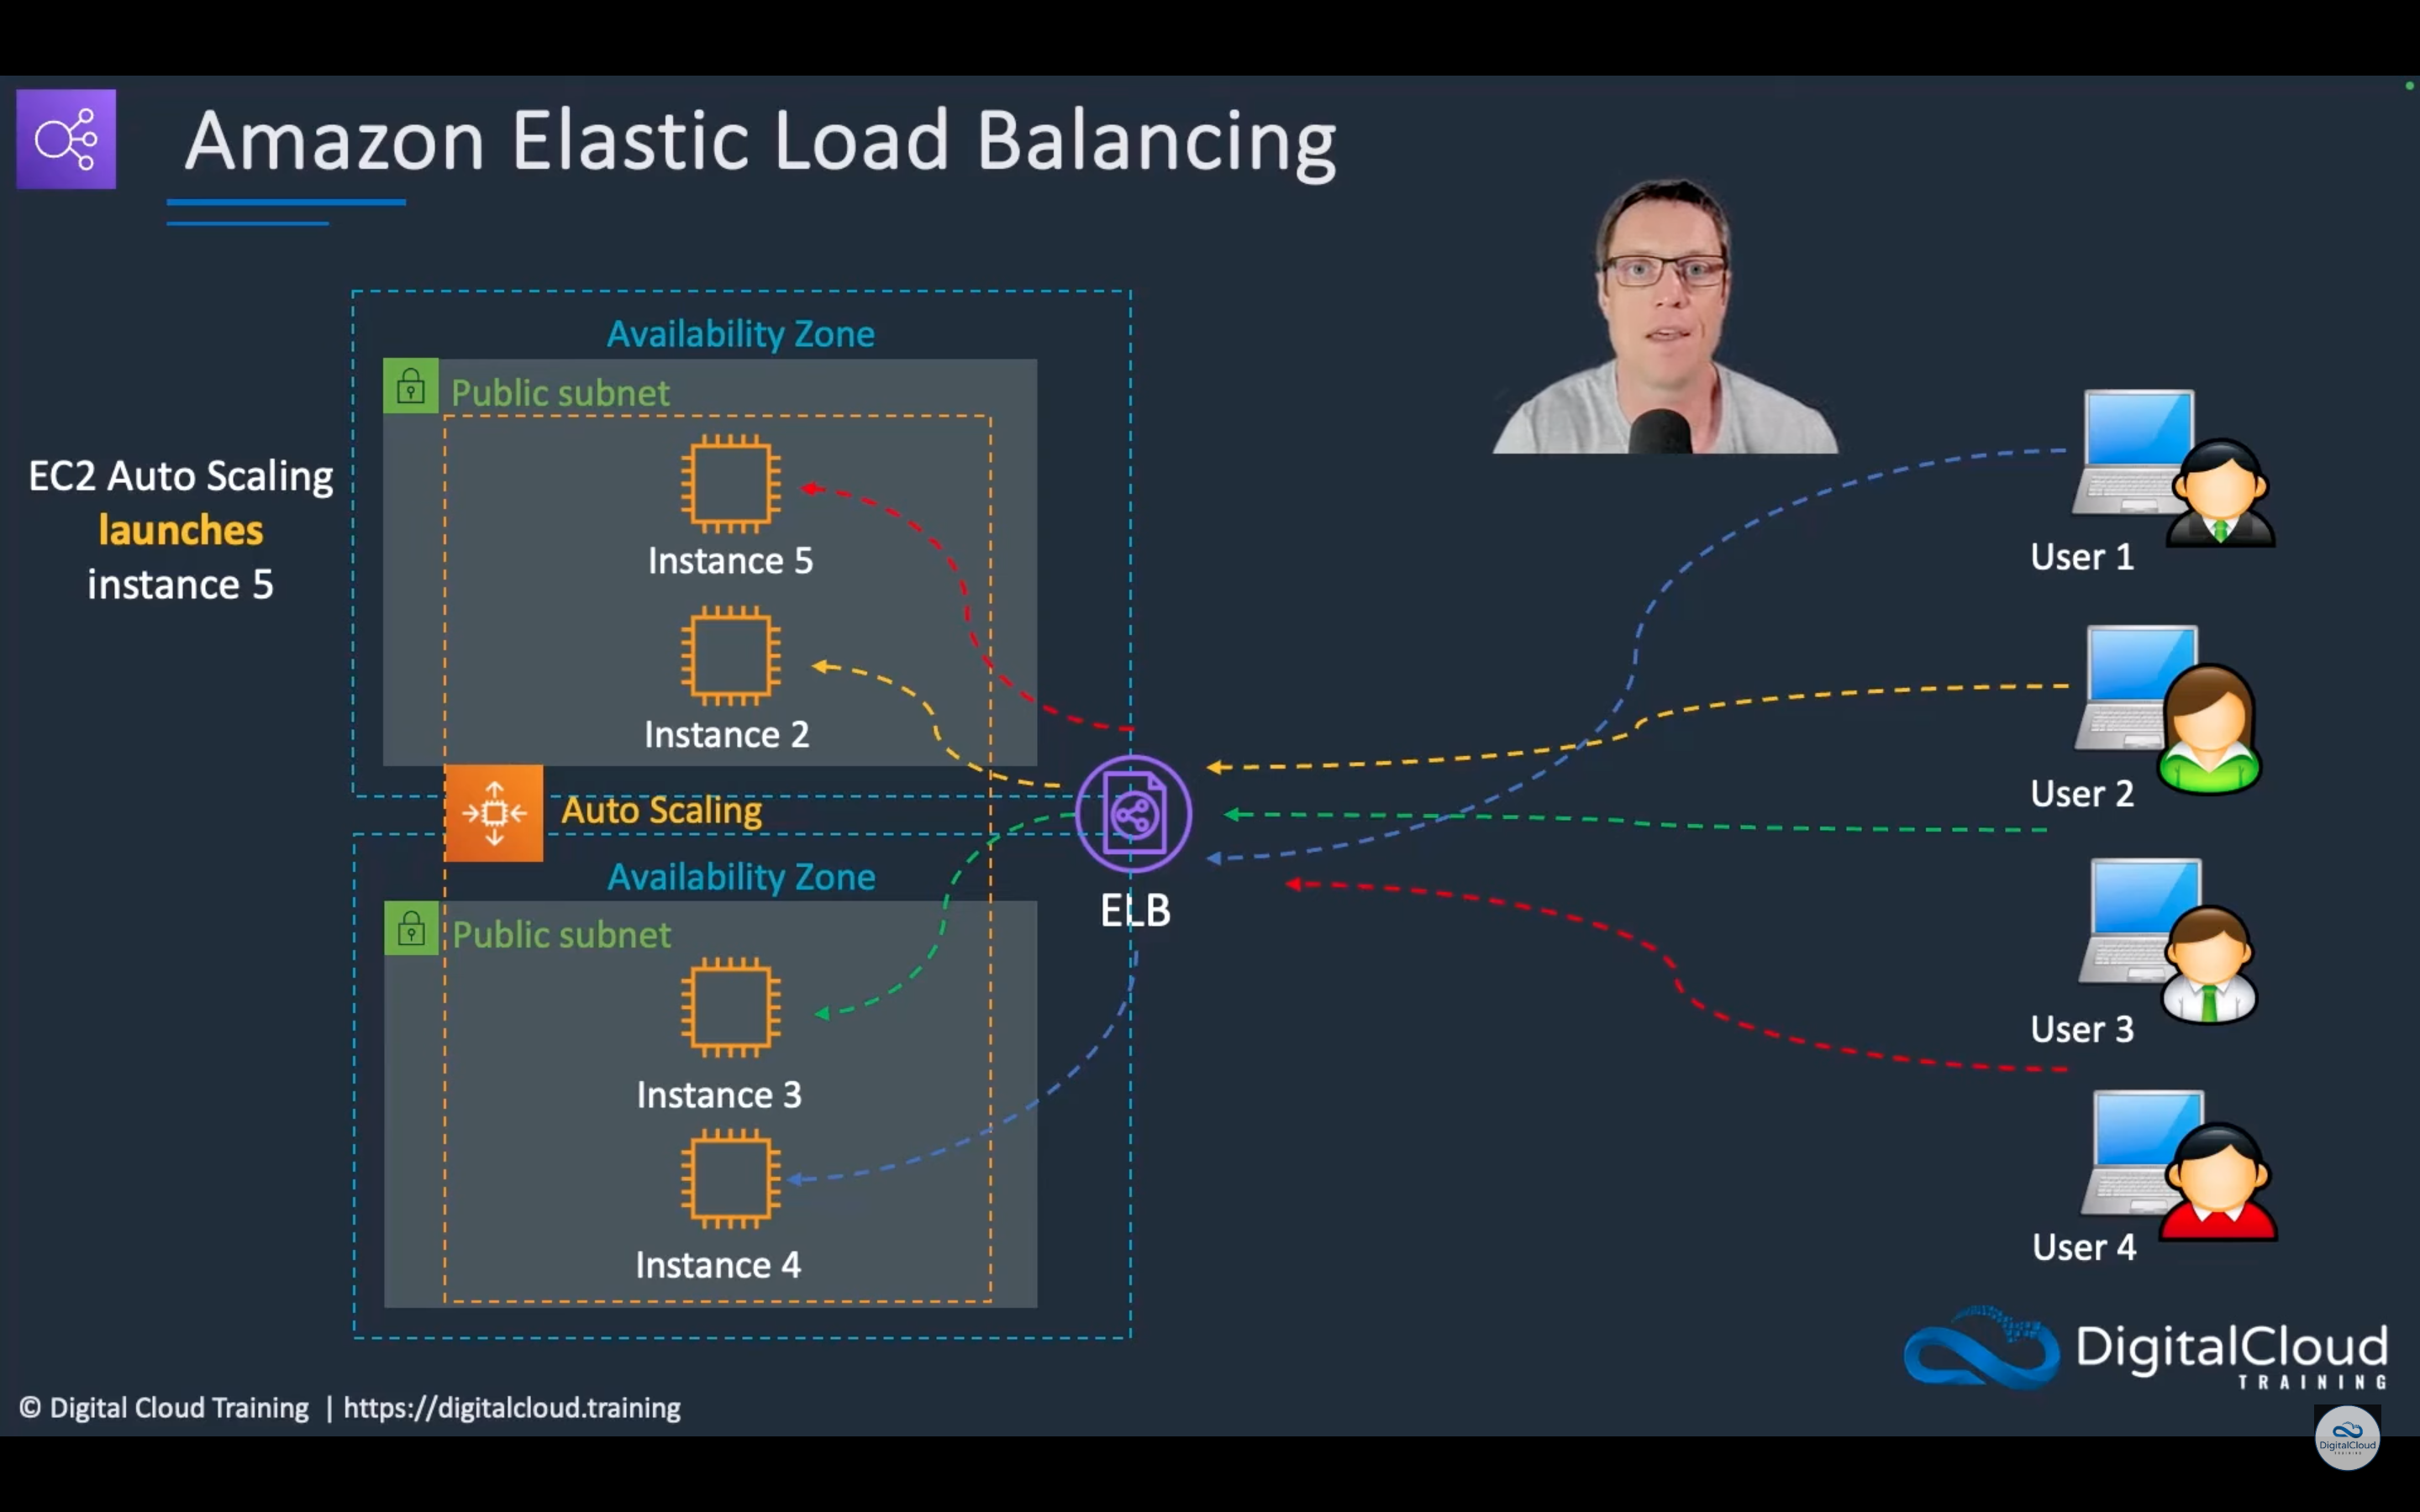 Amazon Elastic Load Balancing
EC2 Auto Scaling
launches
instance 5
Availability Zone
Public subnet
Instance 5
Instance 2
Auto Scaling
Availability Zone
Public subnet
Instance 3
Instance 4
ELB
User 1
User 2
User 3
User 4
DigitalCloud
TRAINING
© Digital Cloud Training | https://digitalcloud.training
DigitalCloud
TRAINING